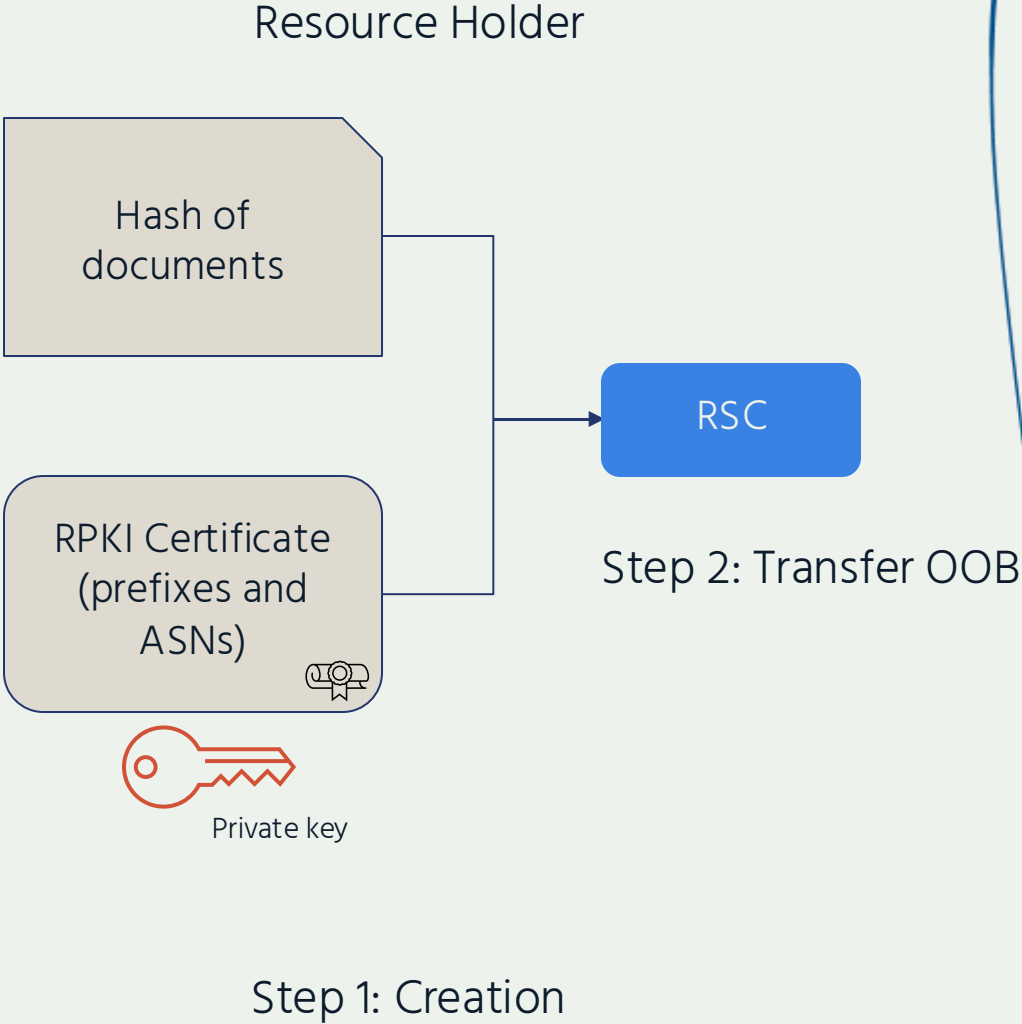 Resource Holder
Hash of
documents
RSC
RPKI Certificate
(prefixes and
ASNs)
Step 2: Transfer OOB
Private key
Step 1: Creation